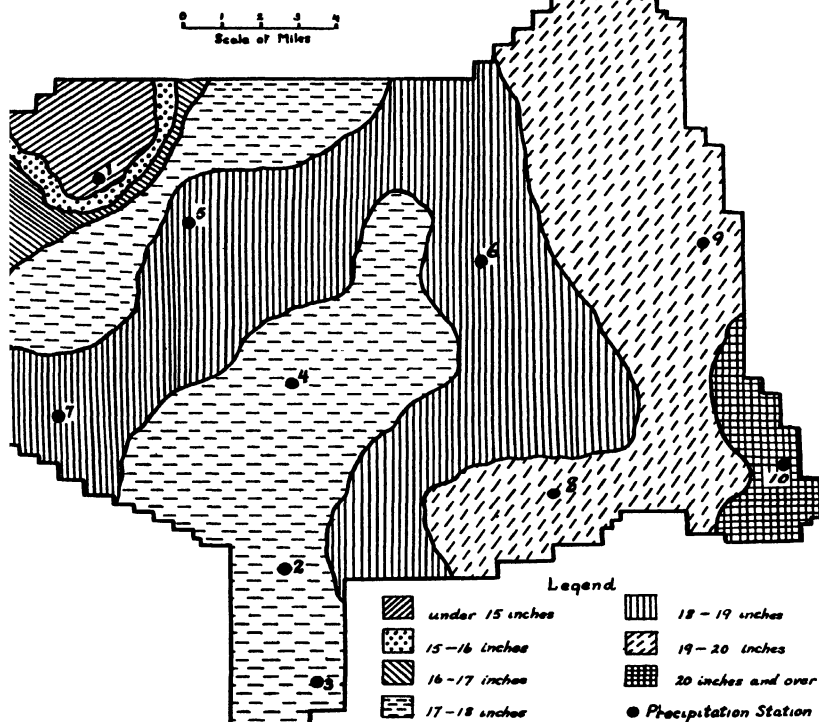 0 1 2 3 4
Scale of Miles
1
5
9
6
4
7
10
8
2
3
Legend
under 15 inches
15-16 inches
16-17 inches
17-18 inches
18-19 inches
19-20 inches
20 inches and over
Precipitation Station